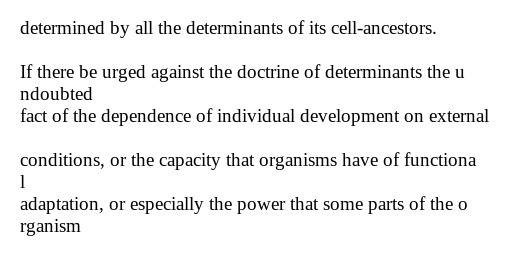 determined by all the determinants of its cell-ancestors.
If there be urged against the doctrine of determinants the u
ndoubted
fact of the dependence of individual development on external
conditions, or the capacity that organisms have of functiona
l
adaptation, or especially the power that some parts of the o
rganism